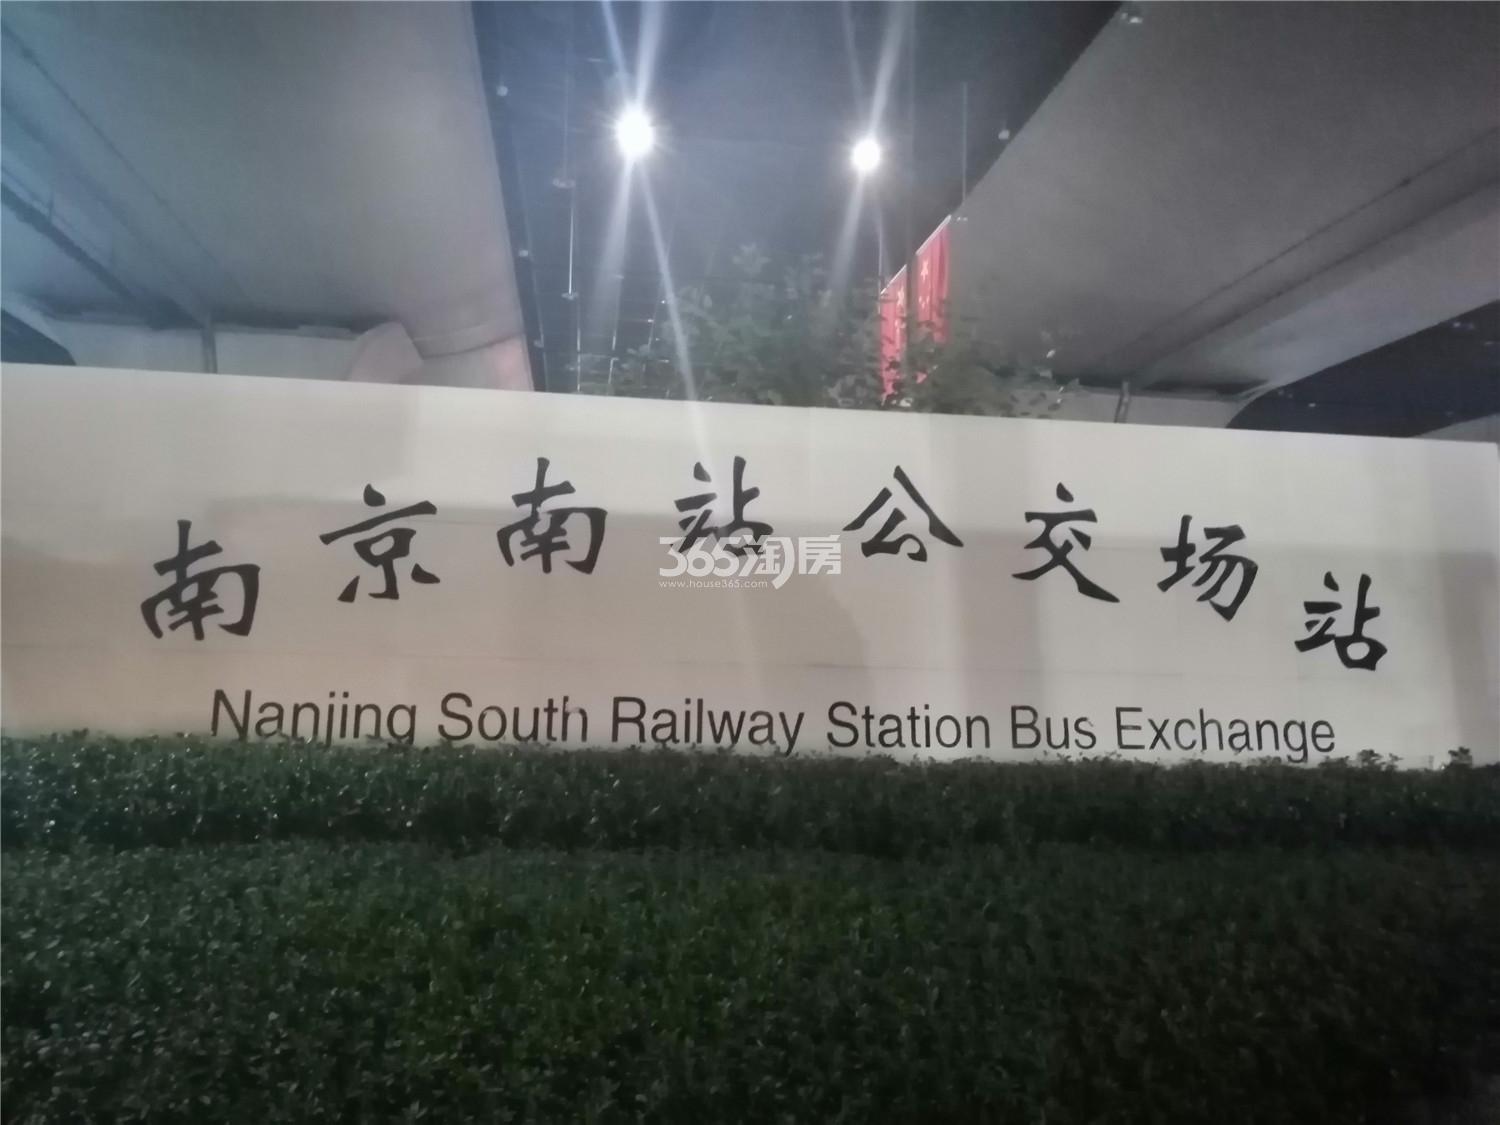 南京南站公交场站
365淘房
www.house365.com
Nanjing South Railway Station Bus Exchange